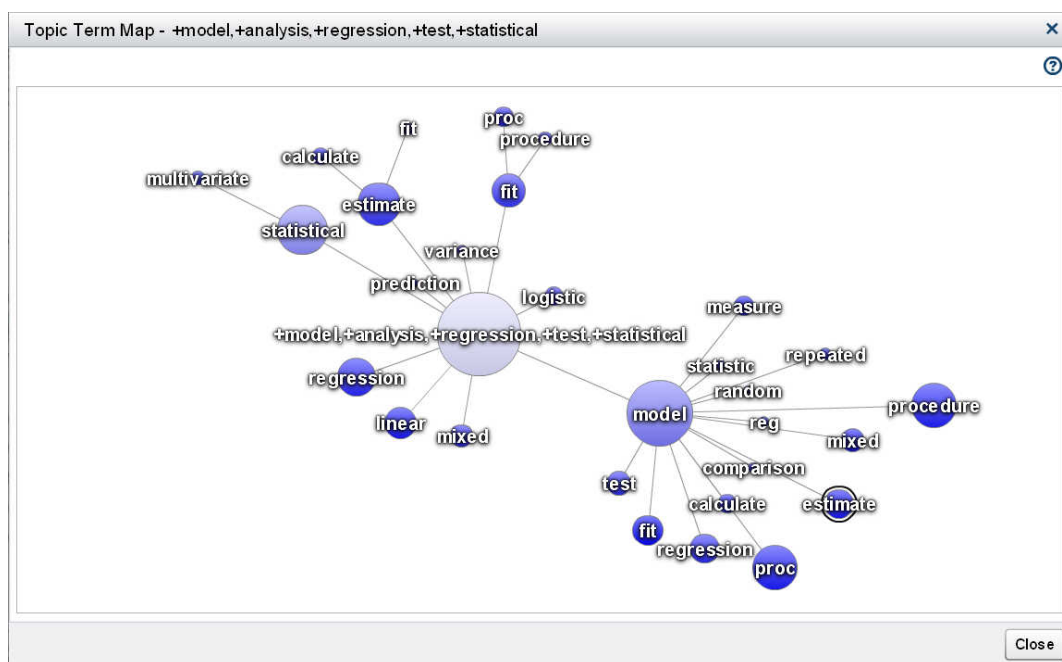 Topic Term Map - +model,+analysis,+regression,+test,+statistical
×
?
fit
proc
procedure
calculate
multivariate
fit
estimate
statistical
variance
prediction
logistic
+model,+analysis,+regression,+test,+statistical
measure
repeated
statistic
regression
random
procedure
model
linear
reg
mixed
mixed
comparison
test
calculate
estimate
fit
regression
proc
Close